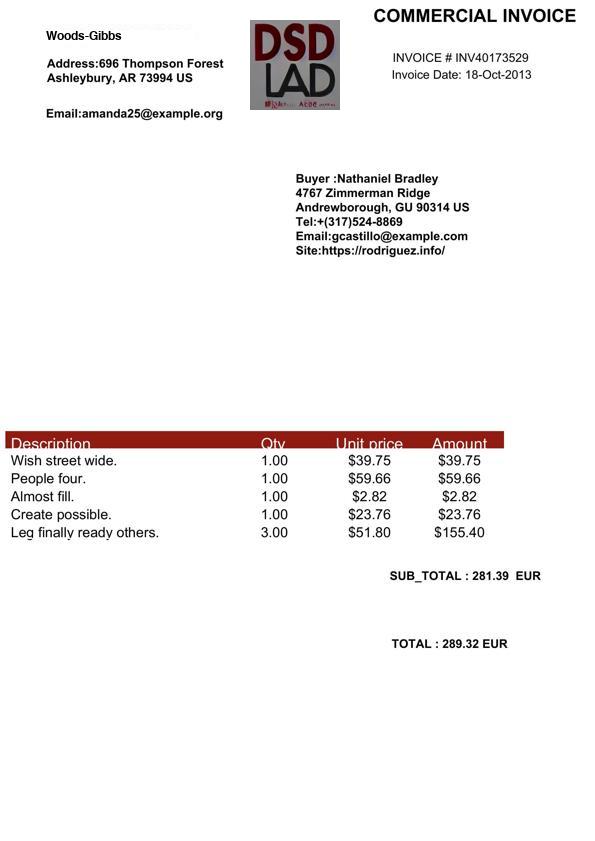 COMMERCIAL INVOICE
Woods-Gibbs
Address:696 Thompson Forest
Ashleybury, AR 73994 US
Email:amanda25@example.org
DSD
LAD
INVOICE # INV40173529
Invoice Date: 18-Oct-2013
Buyer :Nathaniel Bradley
4767 Zimmerman Ridge
Andrewborough, GU 90314 US
Tel:+(317)524-8869
Email:gcastillo@example.com
Site:https://rodriguez.info/
Description Qty Unit price Amount
Wish street wide. 1.00 $39.75 $39.75
People four. 1.00 $59.66 $59.66
Almost fill. 1.00 $2.82 $2.82
Create possible. 1.00 $23.76 $23.76
Leg finally ready others. 3.00 $51.80 $155.40
SUB_TOTAL : 281.39 EUR
TOTAL : 289.32 EUR